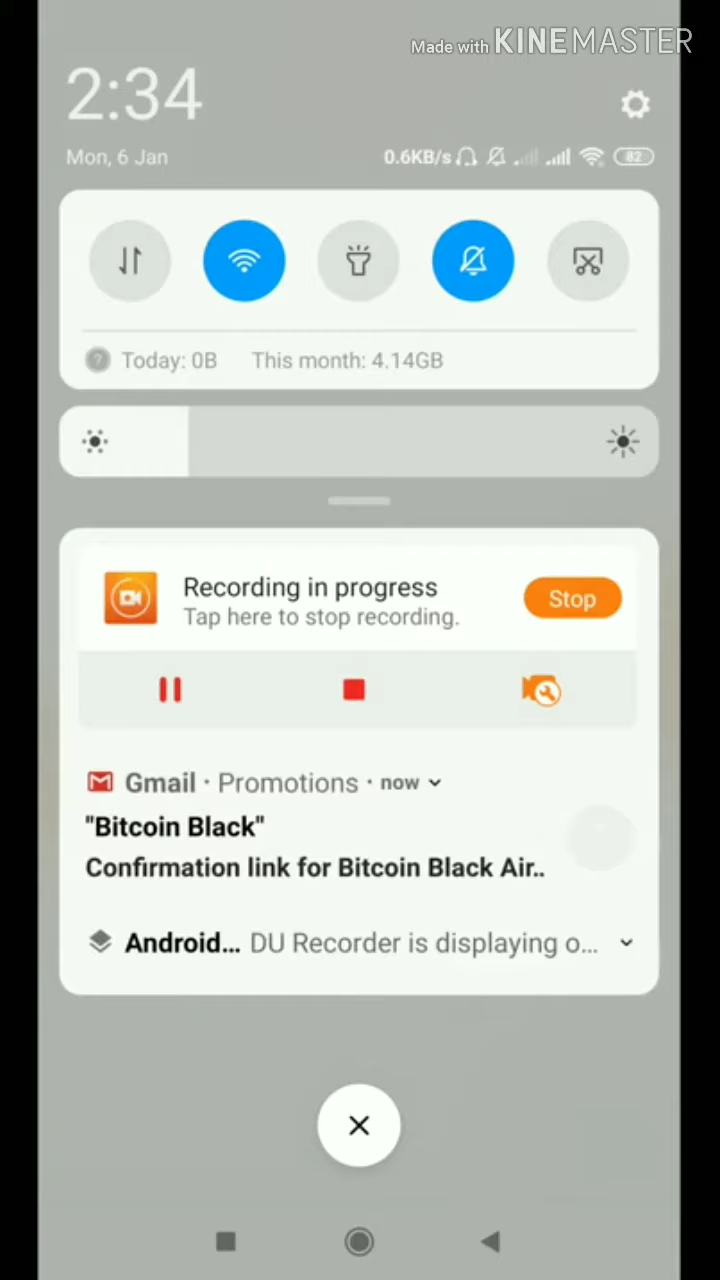 Made with KINEMASTER
2:34
Mon, 6 Jan
0.6KB/s 82
Today: 0B This month: 4.14GB
Recording in progress
Tap here to stop recording.
Stop
Gmail · Promotions · now
"Bitcoin Black"
Confirmation link for Bitcoin Black Air..
Android... DU Recorder is displaying o...